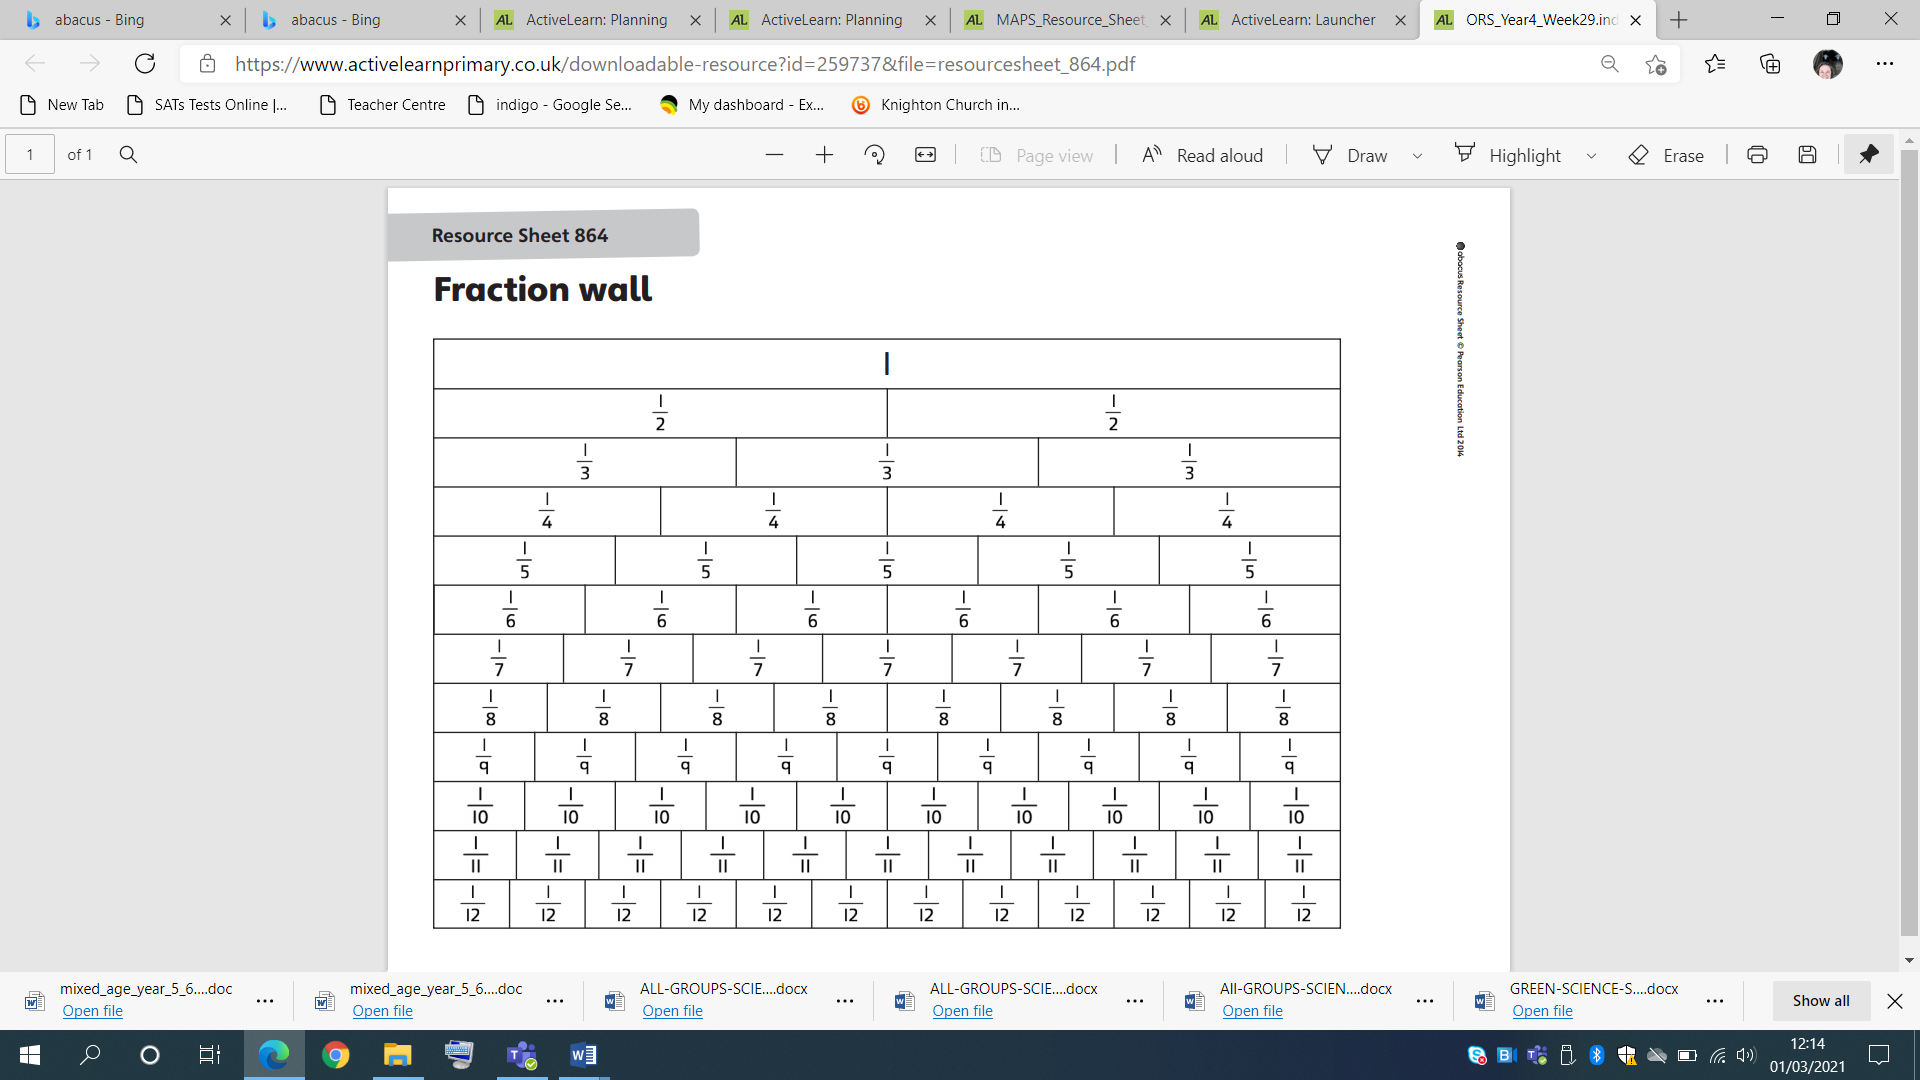 abacus - Bing
abacus - Bing
ActiveLearn: Planning
ActiveLearn: Planning
MAPS_Resource_Sheet
ActiveLearn: Launcher
ORS_Year4_Week29.ind
https://www.activelearnprimary.co.uk/downloadable-resource?id=259737&file=resourcesheet_864.pdf
New Tab
SATs Tests Online |...
Teacher Centre
indigo - Google Se...
My dashboard - Ex...
Knighton Church in...
1 of 1
Page view
Read aloud
Draw
Highlight
Erase
Resource Sheet 864
Fraction wall
abacus Resource Sheet © Pearson Education Ltd 2014
1
1/2 1/2
1/3 1/3 1/3
1/4 1/4 1/4 1/4
1/5 1/5 1/5 1/5 1/5
1/6 1/6 1/6 1/6 1/6 1/6
1/7 1/7 1/7 1/7 1/7 1/7 1/7
1/8 1/8 1/8 1/8 1/8 1/8 1/8 1/8
1/9 1/9 1/9 1/9 1/9 1/9 1/9 1/9 1/9
1/10 1/10 1/10 1/10 1/10 1/10 1/10 1/10 1/10 1/10
1/11 1/11 1/11 1/11 1/11 1/11 1/11 1/11 1/11 1/11 1/11
1/12 1/12 1/12 1/12 1/12 1/12 1/12 1/12 1/12 1/12 1/12 1/12
mixed_age_year_5_6....doc
Open file
mixed_age_year_5_6....doc
Open file
ALL-GROUPS-SCIE....docx
Open file
ALL-GROUPS-SCIE....docx
Open file
All-GROUPS-SCIEN....docx
Open file
GREEN-SCIENCE-S....docx
Open file
Show all
12:14
01/03/2021